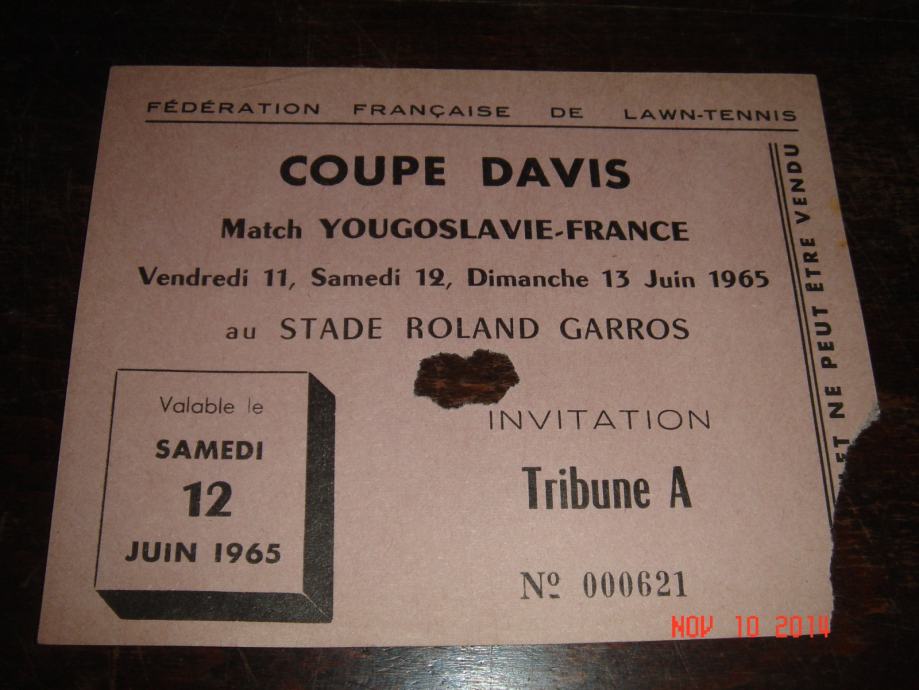 FÉDÉRATION FRANÇAISE DE LAWN-TENNIS
COUPE DAVIS
Match YOUGOSLAVIE-FRANCE
Vendredi 11, Samedi 12, Dimanche 13 Juin 1965
au STADE ROLAND GARROS
Valable le
SAMEDI
12
JUIN 1965
INVITATION
Tribune A
Nº 000621
ET NE PEUT ETRE VENDU
NOV 10 2014